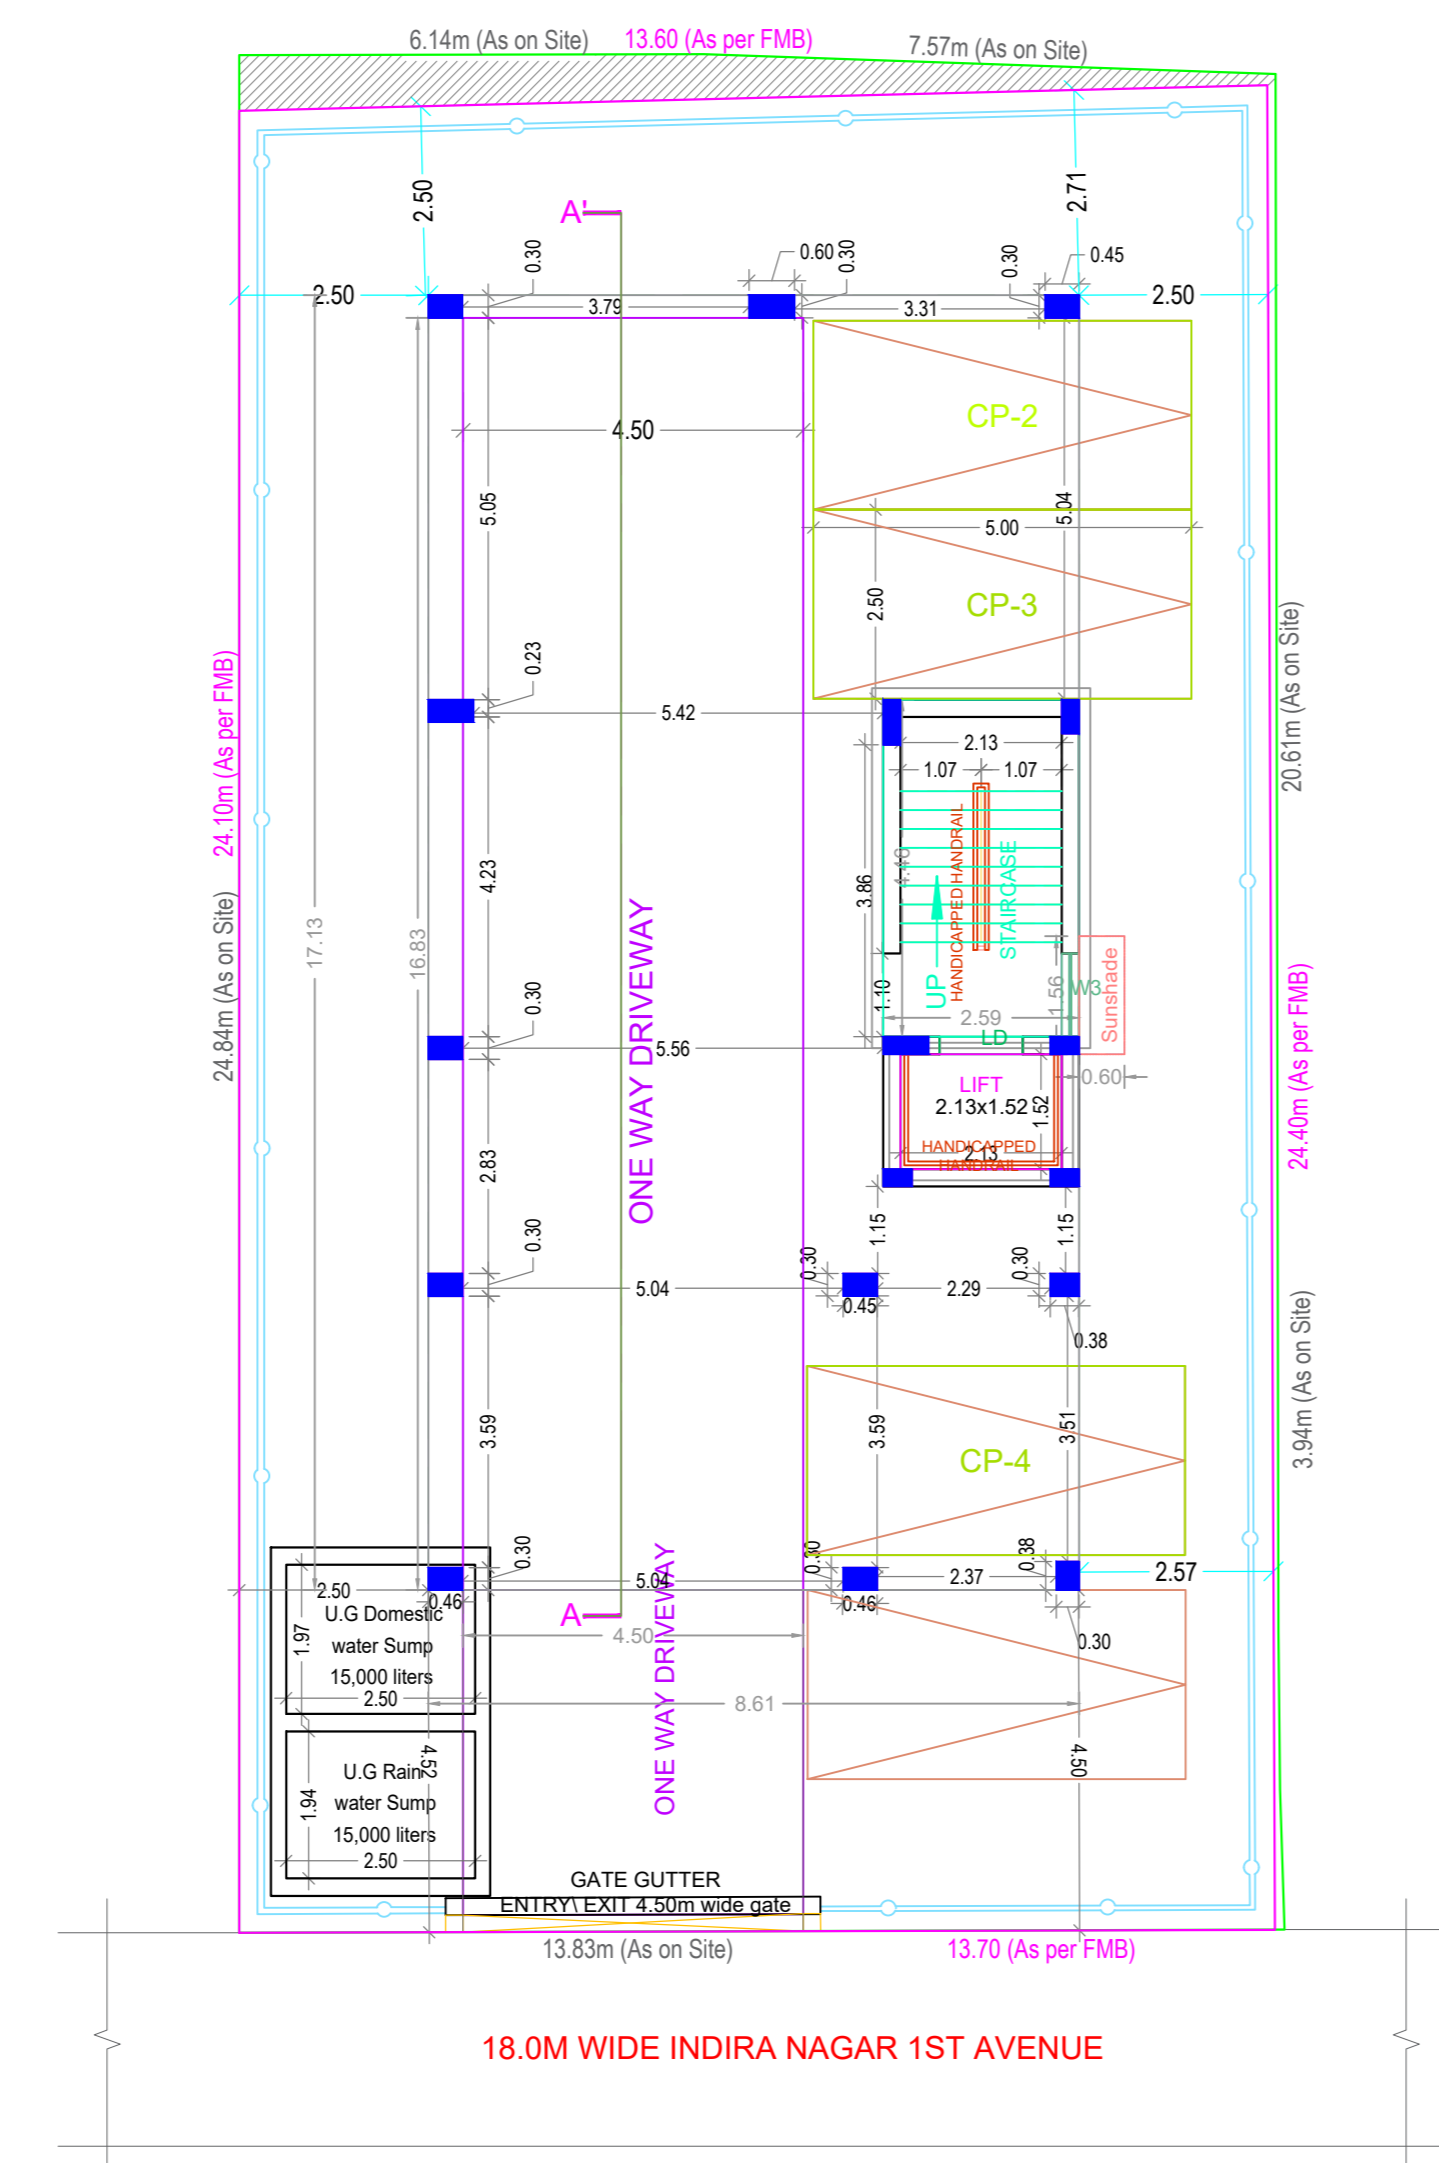 6.14m (As on Site)
13.60 (As per FMB)
7.57m (As on Site)
2.50
2.71
A'
0.30
0.60
0.30
0.30
0.45
2.50
3.79
3.31
2.50
4.50
CP-2
5.05
5.04
5.00
CP-3
2.50
0.23
5.42
2.13
1.07
1.07
24.10m (As per FMB)
20.61m (As on Site)
4.23
3.86
4.46
HANDICAPPED HANDRAIL
STAIRCASE
UP
17.13
16.83
24.84m (As on Site)
ONE WAY DRIVEWAY
1.10
1.56
W3
Sunshade
2.59
LD
0.30
5.56
0.60
LIFT
2.13x1.52
1.52
HANDICAPPED
HANDRAIL
2.13
24.40m (As per FMB)
2.83
1.15
1.15
0.30
5.04
0.30
0.45
2.29
0.30
0.38
3.94m (As on Site)
3.59
3.59
3.51
CP-4
0.30
0.30
0.38
2.50
0.46
5.04
0.46
2.37
2.57
0.30
U.G Domestic
water Sump
15,000 liters
1.97
2.50
A
4.50
ONE WAY DRIVEWAY
8.61
4.52
4.50
U.G Rain
water Sump
15,000 liters
1.94
2.50
GATE GUTTER
ENTRY\ EXIT 4.50m wide gate
13.83m (As on Site)
13.70 (As per FMB)
18.0M WIDE INDIRA NAGAR 1ST AVENUE